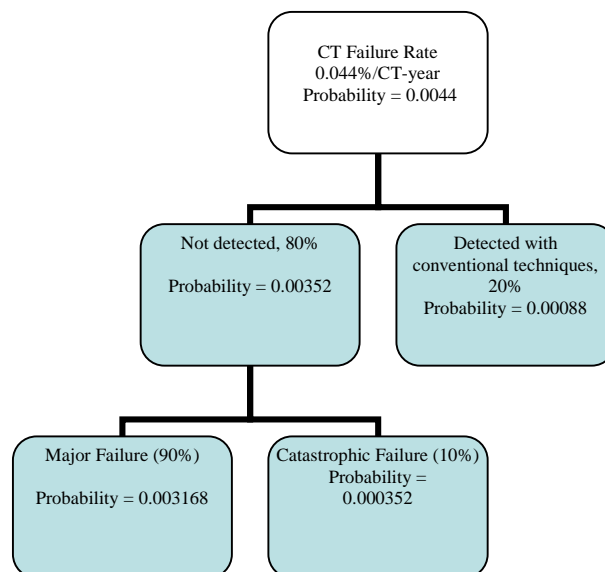 CT Failure Rate
0.044%/CT-year
Probability = 0.0044
Not detected, 80%
Probability = 0.00352
Detected with
conventional techniques,
20%
Probability = 0.00088
Major Failure (90%)
Probability = 0.003168
Catastrophic Failure (10%)
Probability =
0.000352